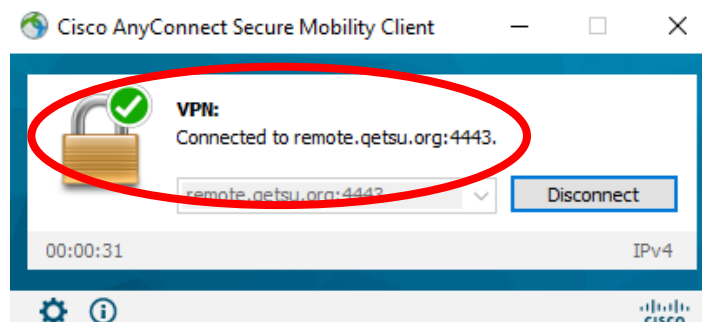 Cisco AnyConnect Secure Mobility Client
VPN:
Connected to remote.qetsu.org:4443.
remote.qetsu.org:4443
Disconnect
00:00:31
IPv4
CISCO